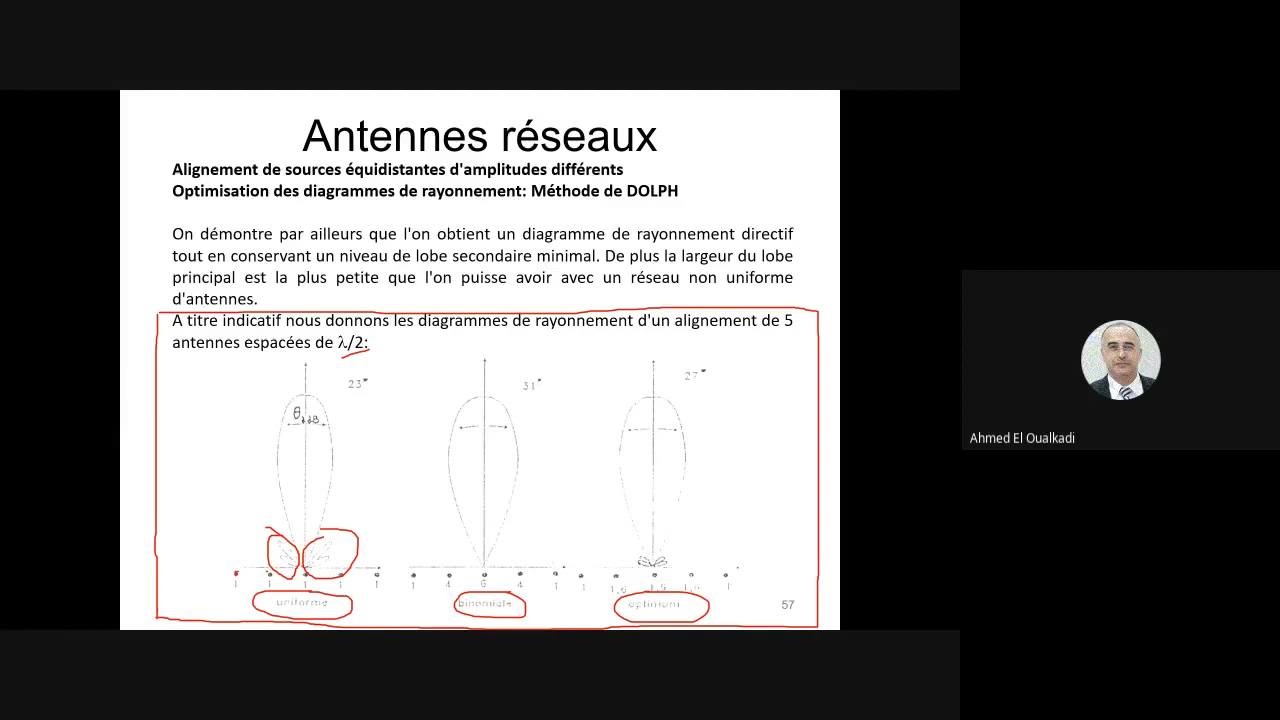 Antennes réseaux
Alignement de sources équidistantes d'amplitudes différents
Optimisation des diagrammes de rayonnement: Méthode de DOLPH
On démontre par ailleurs que l'on obtient un diagramme de rayonnement directif
tout en conservant un niveau de lobe secondaire minimal. De plus la largeur du lobe
principal est la plus petite que l'on puisse avoir avec un réseau non uniforme
d'antennes.
A titre indicatif nous donnons les diagrammes de rayonnement d'un alignement de 5
antennes espacées de λ/2:
23° 31° 27°
θ
1 1 1 1 1 1 4 6 4 1 1 1,6 1,9 1,6 1
uniforme binomiale optimum
57
Ahmed El Oualkadi